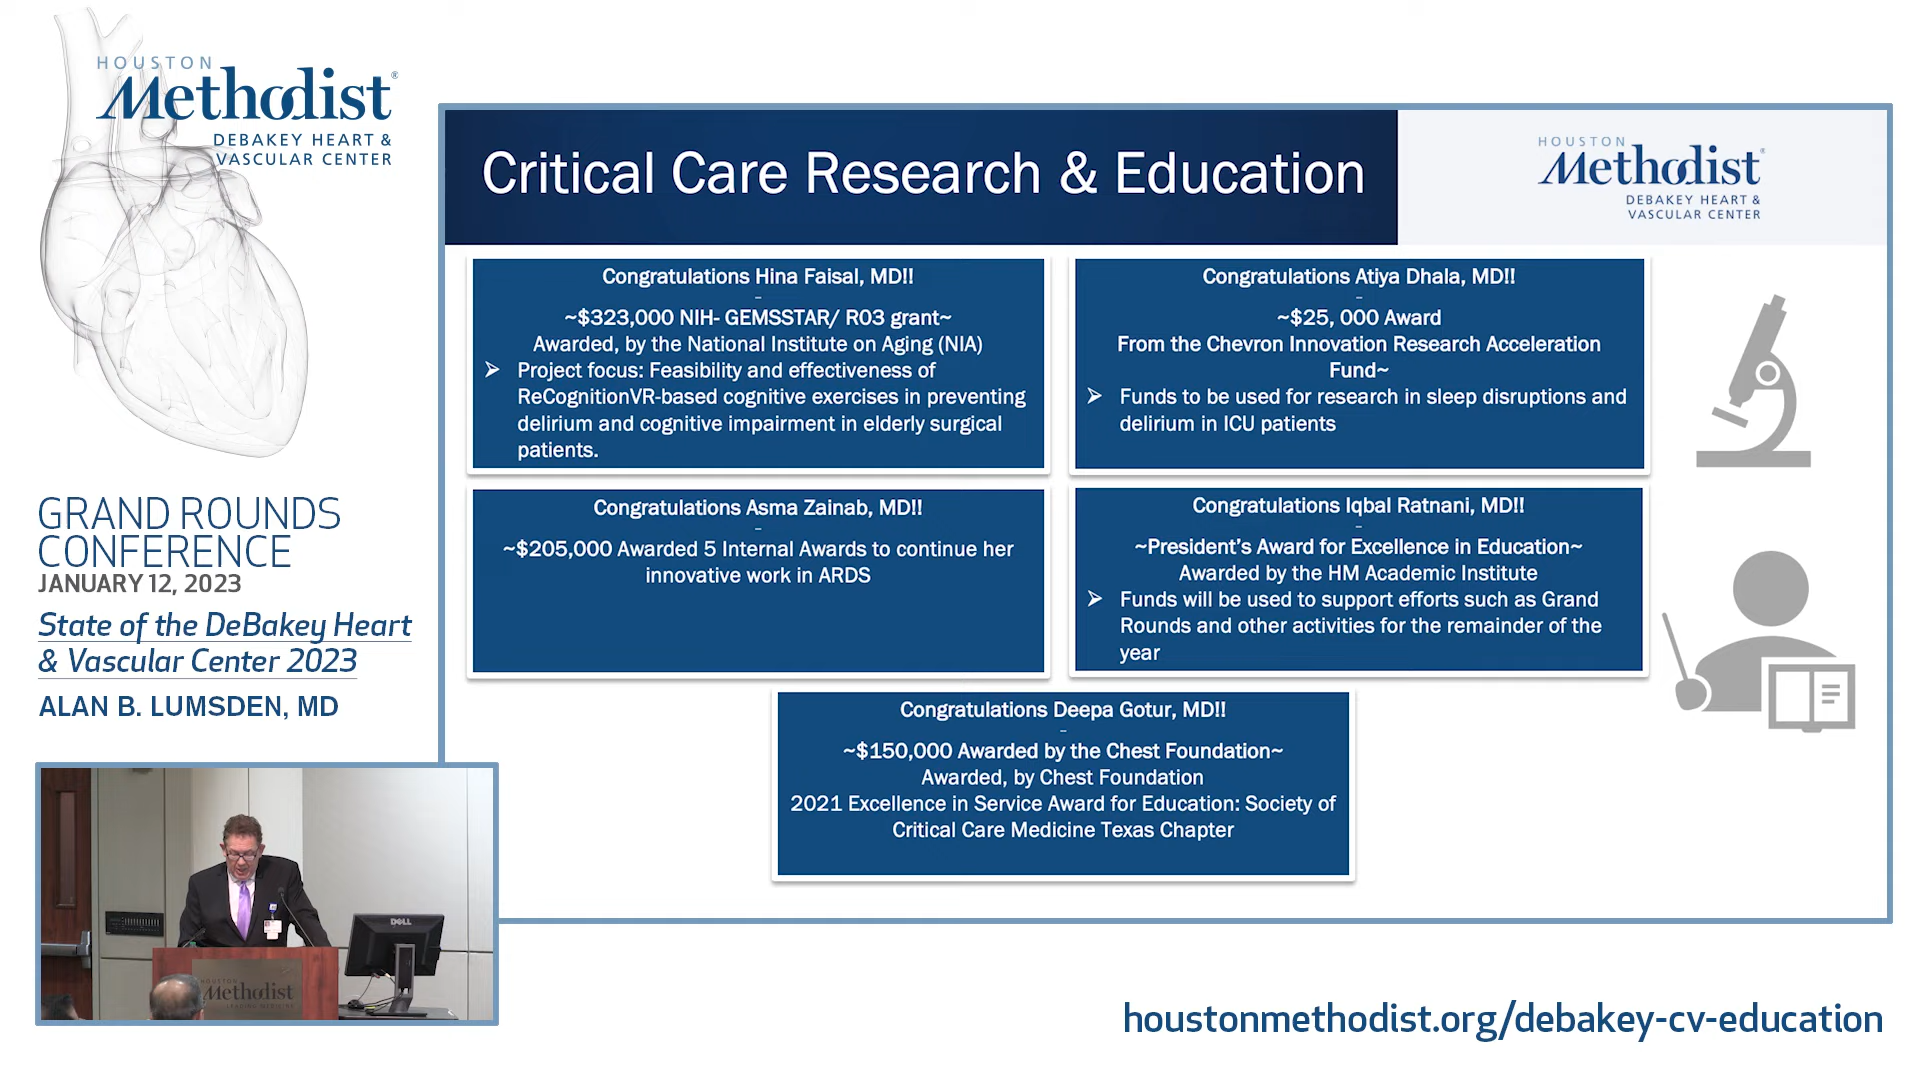 HOUSTON
Methodist®
DEBAKEY HEART &
VASCULAR CENTER
GRAND ROUNDS
CONFERENCE
JANUARY 12, 2023
State of the DeBakey Heart
& Vascular Center 2023
ALAN B. LUMSDEN, MD
Critical Care Research & Education
HOUSTON
Methodist®
DEBAKEY HEART &
VASCULAR CENTER
Congratulations Hina Faisal, MD!!
–
~$323,000 NIH- GEMSSTAR/ R03 grant~
Awarded, by the National Institute on Aging (NIA)
➢ Project focus: Feasibility and effectiveness of
ReCognitionVR-based cognitive exercises in preventing
delirium and cognitive impairment in elderly surgical
patients.
Congratulations Atiya Dhala, MD!!
–
~$25, 000 Award
From the Chevron Innovation Research Acceleration
Fund~
➢ Funds to be used for research in sleep disruptions and
delirium in ICU patients
Congratulations Asma Zainab, MD!!
–
~$205,000 Awarded 5 Internal Awards to continue her
innovative work in ARDS
Congratulations Iqbal Ratnani, MD!!
–
~President’s Award for Excellence in Education~
Awarded by the HM Academic Institute
➢ Funds will be used to support efforts such as Grand
Rounds and other activities for the remainder of the
year
Congratulations Deepa Gotur, MD!!
–
~$150,000 Awarded by the Chest Foundation~
Awarded, by Chest Foundation
2021 Excellence in Service Award for Education: Society of
Critical Care Medicine Texas Chapter
DELL
HOUSTON
Methodist
LEADING MEDICINE
houstonmethodist.org/debakey-cv-education